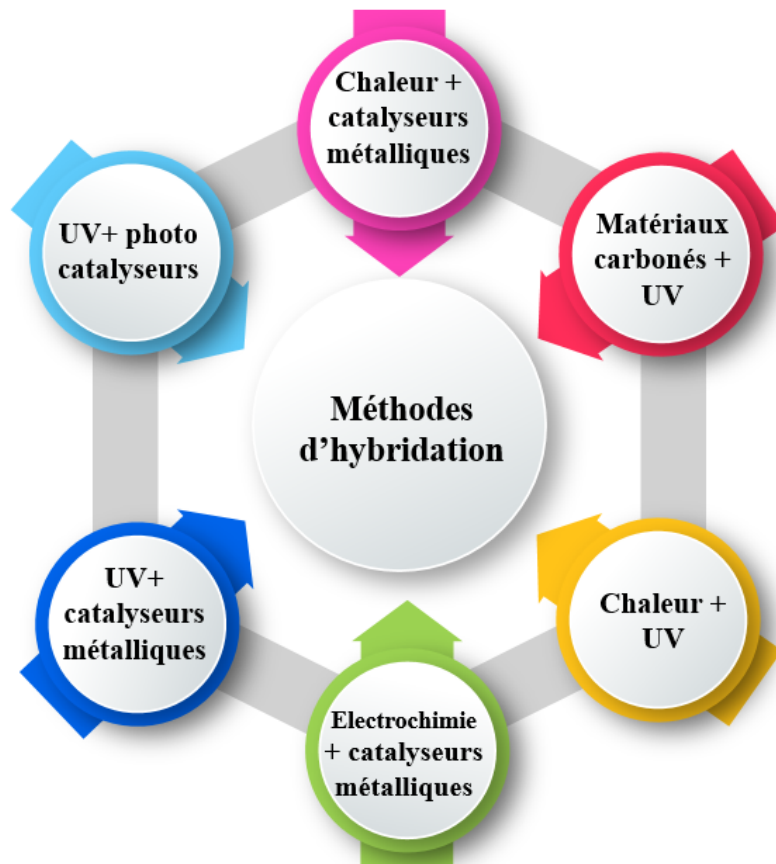 Chaleur +
catalyseurs
métalliques
UV+ photo
catalyseurs
Matériaux
carbonés +
UV
Méthodes
d’hybridation
UV+
catalyseurs
métalliques
Chaleur +
UV
Electrochimie
+ catalyseurs
métalliques